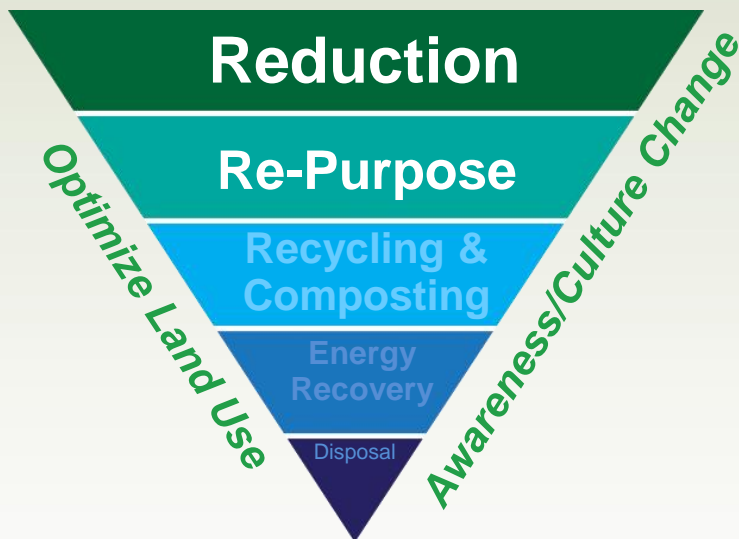 Reduction
Re-Purpose
Recycling &
Composting
Energy
Recovery
Disposal
Optimize Land Use
Awareness/Culture Change